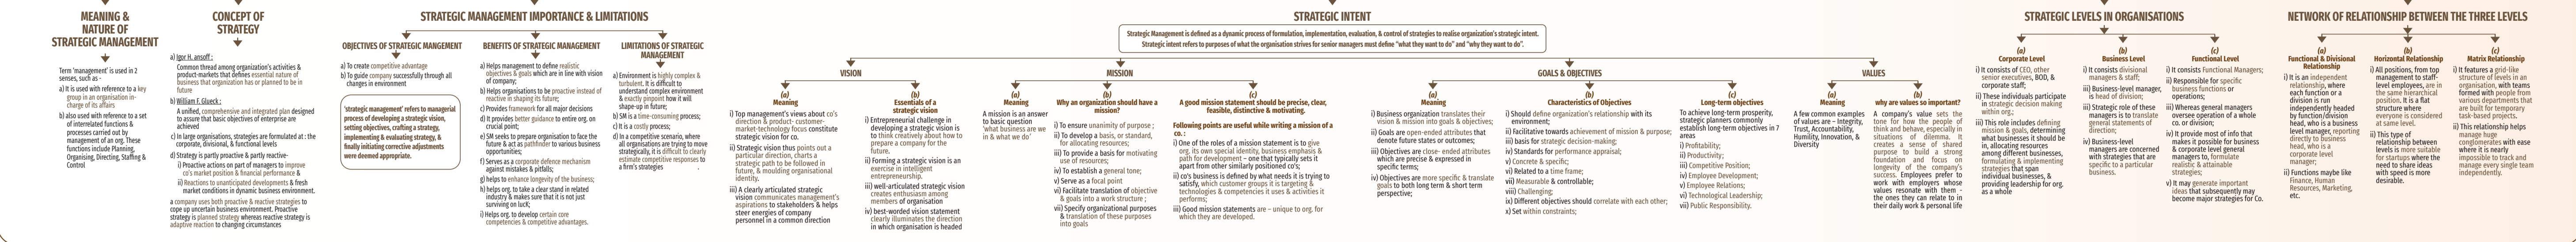 MEANING &
NATURE OF
STRATEGIC MANAGEMENT
Term 'management' is used in 2
senses, such as -
a) It is used with reference to a key
group in an organisation in-
charge of its affairs
b) also used with reference to a set
of interrelated functions &
processes carried out by
management of an org. These
functions include Planning,
Organising, Directing, Staffing &
Control
CONCEPT OF
STRATEGY
a) Igor H. ansoff :
Common thread among organization's activities &
product-markets that defines essential nature of
business that organization has or planned to be in
future
b) William F. Glueck :
A unified, comprehensive and integrated plan designed
to assure that basic objectives of enterprise are
achieved
c) In large organisations, strategies are formulated at : the
corporate, divisional, & functional levels
d) Strategy is partly proactive & partly reactive-
i) Proactive actions on part of managers to improve
co's market position & financial performance &
ii) Reactions to unanticipated developments & fresh
market conditions in dynamic business environment.
a company uses both proactive & reactive strategies to
cope up uncertain business environment. Proactive
strategy is planned strategy whereas reactive strategy is
adaptive reaction to changing circumstances
STRATEGIC MANAGEMENT IMPORTANCE & LIMITATIONS
OBJECTIVES OF STRATEGIC MANGEMENT
a) To create competitive advantage
b) To guide company successfully through all
changes in environment
'strategic management' refers to managerial
process of developing a strategic vision,
setting objectives, crafting a strategy,
implementing & evaluating strategy, &
finally initiating corrective adjustments
were deemed appropriate.
BENEFITS OF STRATEGIC MANAGEMENT
a) Helps management to define realistic
objectives & goals which are in line with vision
of company;
b) Helps organisations to be proactive instead of
reactive in shaping its future;
c) Provides framework for all major decisions
d) It provides better guidance to entire org. on
crucial point;
e) SM seeks to prepare organisation to face the
future & act as pathfinder to various business
opportunities;
f) Serves as a corporate defence mechanism
against mistakes & pitfalls;
g) helps to enhance longevity of the business;
h) helps org. to take a clear stand in related
industry & makes sure that it is not just
surviving on lucK;
i) Helps org. to develop certain core
competencies & competitive advantages.
LIMITATIONS OF STRATEGIC
MANAGEMENT
a) Environment is highly complex &
turbulent. It is difficult to
understand complex environment
& exactly pinpoint how it will
shape-up in future;
b) SM is a time-consuming process;
c) It is a costly process;
d) In a competitive scenario, where
all organisations are trying to move
strategically, it is difficult to clearly
estimate competitive responses to
a firm's strategies
STRATEGIC INTENT
Strategic Management is defined as a dynamic process of formulation, implementation, evaluation, & control of strategies to realise organization's strategic intent.
Strategic intent refers to purposes of what the organisation strives for senior managers must define "what they want to do" and "why they want to do".
VISION
(a)
Meaning
i) Top management's views about co's
direction & product- customer-
market-technology focus constitute
strategic vision for co.
ii) Strategic vision thus points out a
particular direction, charts a
strategic path to be followed in
future, & moulding organisational
identity.
iii) A clearly articulated strategic
vision communicates management's
aspirations to stakeholders & helps
steer energies of company
personnel in a common direction
(b)
Essentials of a
strategic vision
i) Entrepreneurial challenge in
developing a strategic vision is
to think creatively about how to
prepare a company for the
future.
ii) Forming a strategic vision is an
exercise in intelligent
entrepreneurship.
iii) well-articulated strategic vision
creates enthusiasm among
members of organisation
iv) best-worded vision statement
clearly illuminates the direction
in which organisation is headed
MISSION
(a)
Meaning
A mission is an answer
to basic question
'what business are we
in & what we do'
(b)
Why an organization should have a
mission?
i) To ensure unanimity of purpose ;
ii) To develop a basis, or standard,
for allocating resources;
iii) To provide a basis for motivating
use of resources;
iv) To establish a general tone;
v) Serve as a focal point
vi) Facilitate translation of objective
& goals into a work structure ;
vii) Specify organizational purposes
& translation of these purposes
into goals
(c)
A good mission statement should be precise, clear,
feasible, distinctive & motivating.
Following points are useful while writing a mission of a
co. :
i) One of the roles of a mission statement is to give
org. its own special identity, business emphasis &
path for development – one that typically sets it
apart from other similarly positioned co's;
ii) co's business is defined by what needs it is trying to
satisfy, which customer groups it is targeting &
technologies & competencies it uses & activities it
performs;
iii) Good mission statements are – unique to org. for
which they are developed.
GOALS & OBJECTIVES
(a)
Meaning
i) Business organization translates their
vision & mission into goals & objectives;
ii) Goals are open-ended attributes that
denote future states or outcomes;
iii) Objectives are close- ended attributes
which are precise & expressed in
specific terms;
iv) Objectives are more specific & translate
goals to both long term & short term
perspective;
(b)
Characteristics of Objectives
i) Should define organization's relationship with its
environment;
ii) Facilitative towards achievement of mission & purpose;
iii) basis for strategic decision-making;
iv) Standards for performance appraisal;
v) Concrete & specific;
vi) Related to a time frame;
vii) Measurable & controllable;
viii) Challenging;
ix) Different objectives should correlate with each other;
x) Set within constraints;
(c)
Long-term objectives
To achieve long-term prosperity,
strategic planners commonly
establish long-term objectives in 7
areas
i) Profitability;
ii) Productivity;
iii) Competitive Position;
iv) Employee Development;
v) Employee Relations;
vi) Technological Leadership;
vii) Public Responsibility.
VALUES
(a)
Meaning
A few common examples
of values are – Integrity,
Trust, Accountability,
Humility, Innovation, &
Diversity
(b)
why are values so important?
A company's value sets the
tone for how the people of
think and behave, especially in
situations of dilemma. It
creates a sense of shared
purpose to build a strong
foundation and focus on
longevity of the company's
success. Employees prefer to
work with employers whose
values resonate with them -
the ones they can relate to in
their daily work & personal life
STRATEGIC LEVELS IN ORGANISATIONS
(a)
Corporate Level
i) It consists of CEO, other
senior executives, BOD, &
corporate staff;
ii) These individuals participate
in strategic decision making
within org.;
iii) This role includes defining
mission & goals, determining
what businesses it should be
in, allocating resources
among different businesses,
formulating & implementing
strategies that span
individual businesses, &
providing leadership for org.
as a whole
(b)
Business Level
i) It consists divisional
managers & staff;
ii) Business-level manager,
is head of division;
iii) Strategic role of these
managers is to translate
general statements of
direction;
iv) Business-level
managers are concerned
with strategies that are
specific to a particular
business.
(c)
Functional Level
i) It consists Functional Managers;
ii) Responsible for specific
business functions or
operations;
iii) Whereas general managers
oversee operation of a whole
co. or division;
iv) It provide most of info that
makes it possible for business
& corporate level general
managers to, formulate
realistic & attainable
strategies;
v) It may generate important
ideas that subsequently may
become major strategies for Co.
NETWORK OF RELATIONSHIP BETWEEN THE THREE LEVELS
(a)
Functional & Divisional
Relationship
i) It is an independent
relationship, where
each function or a
division is run
independently headed
by function/division
head, who is a business
level manager, reporting
directly to business
head, who is a
corporate level
manager;
ii) Functions maybe like
Finance, Human
Resources, Marketing,
etc.
(b)
Horizontal Relationship
i) All positions, from top
management to staff-
level employees, are in
the same hierarchical
position. It is a flat
structure where
everyone is considered
at same level.
ii) This type of
relationship between
levels is more suitable
for startups where the
need to share ideas
with speed is more
desirable.
(c)
Matrix Relationship
i) It features a grid-like
structure of levels in an
organisation, with teams
formed with people from
various departments that
are built for temporary
task-based projects.
ii) This relationship helps
manage huge
conglomerates with ease
where it is nearly
impossible to track and
manage every single team
independently.